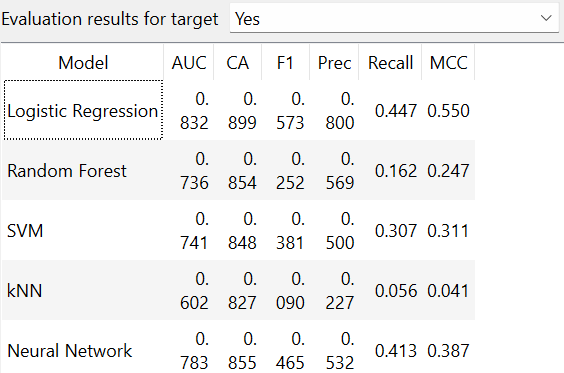 Evaluation results for target Yes
Model AUC CA F1 Prec Recall MCC
Logistic Regression 0.832 0.899 0.573 0.800 0.447 0.550
Random Forest 0.736 0.854 0.252 0.569 0.162 0.247
SVM 0.741 0.848 0.381 0.500 0.307 0.311
kNN 0.602 0.827 0.090 0.227 0.056 0.041
Neural Network 0.783 0.855 0.465 0.532 0.413 0.387